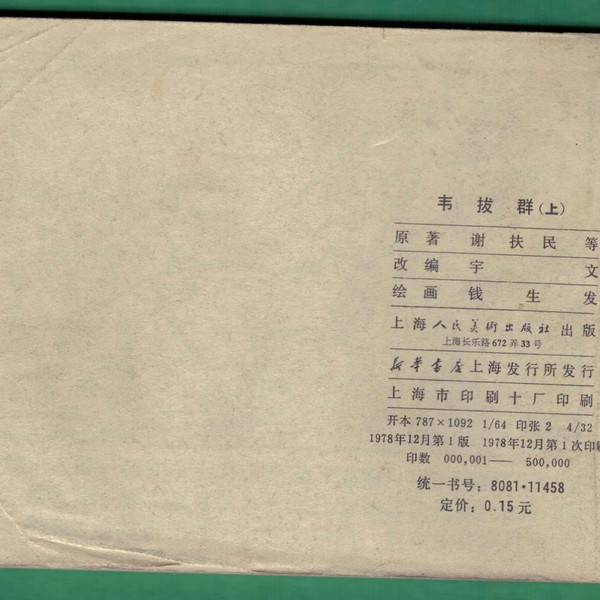 韦拔群(上)
原著 谢扶民等
改编 宇文
绘画 钱生发
上海人民美術出版社出版
上海长乐路672弄33号
新华書店上海发行所发行
上海市印刷十厂印刷
开本 787×1092 1/64 印张 2 4/32
1978年12月第1版 1978年12月第1次印刷
印数 000,001—— 500,000
统一书号: 8081·11458
定价: 0.15元